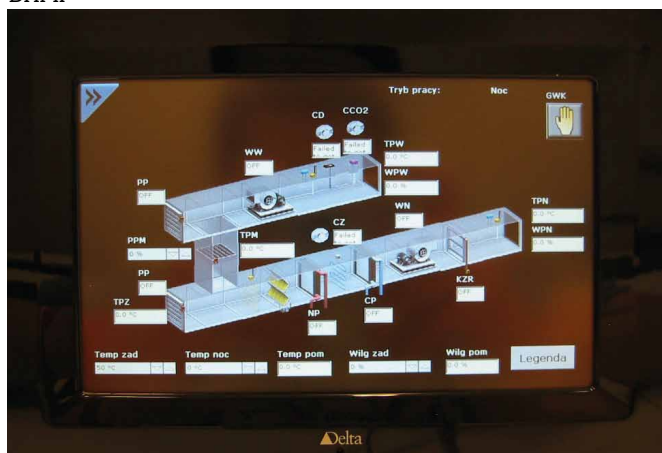 Tryb pracy: Noc
GWK
CD CCO2
Failed Failed
WW
OFF
TPW
0.0 °C
WPW
0.0 %
PP
OFF
WN
OFF
TPN
0.0 °C
WPN
0.0 %
CZ
Failed
PPM
0 %
TPM
0.0 °C
PP
OFF
KZR
OFF
TPZ
0.0 °C
NP
OFF
CP
OFF
Temp zad Temp noc Temp pom Wilg zad Wilg pom
50 °C 0 °C 0.0 °C 0 % 0.0 %
Legenda
Delta